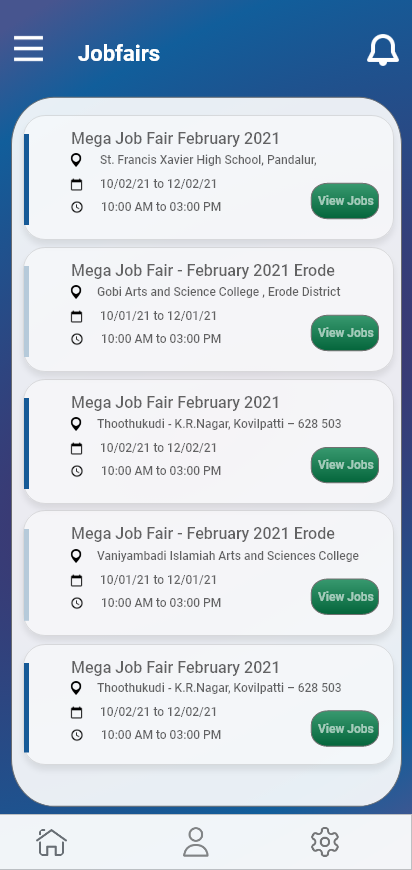 Jobfairs
Mega Job Fair February 2021
St. Francis Xavier High School, Pandalur,
10/02/21 to 12/02/21
10:00 AM to 03:00 PM
View Jobs
Mega Job Fair - February 2021 Erode
Gobi Arts and Science College , Erode District
10/01/21 to 12/01/21
10:00 AM to 03:00 PM
View Jobs
Mega Job Fair February 2021
Thoothukudi - K.R.Nagar, Kovilpatti – 628 503
10/02/21 to 12/02/21
10:00 AM to 03:00 PM
View Jobs
Mega Job Fair - February 2021 Erode
Vaniyambadi Islamiah Arts and Sciences College
10/01/21 to 12/01/21
10:00 AM to 03:00 PM
View Jobs
Mega Job Fair February 2021
Thoothukudi - K.R.Nagar, Kovilpatti – 628 503
10/02/21 to 12/02/21
10:00 AM to 03:00 PM
View Jobs